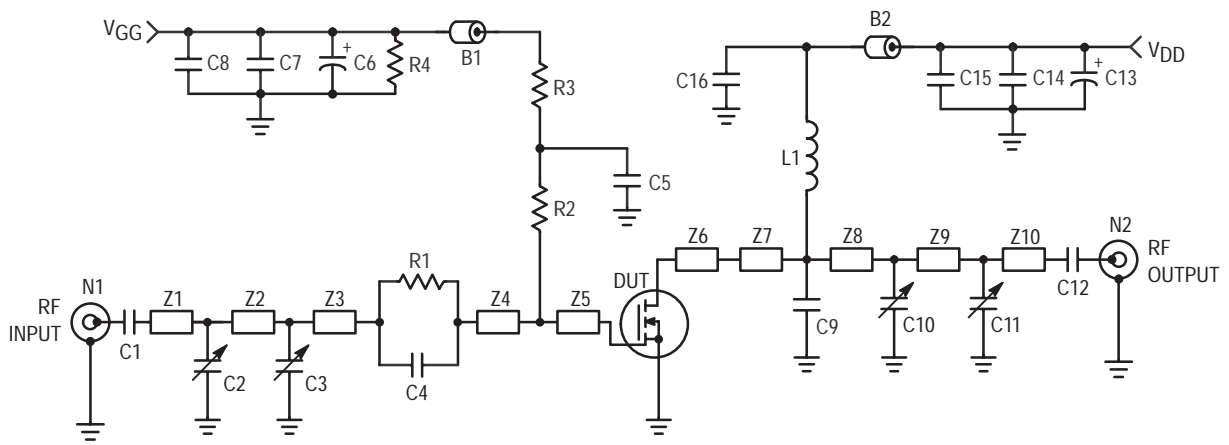 VGG
C8
C7
+
C6
R4
B1
R3
C5
R2
B2
VDD
C16
C15
C14
+
C13
L1
N1
RF
INPUT
C1
Z1
Z2
Z3
R1
C4
Z4
Z5
C2
C3
DUT
Z6
Z7
Z8
Z9
Z10
C9
C10
C11
C12
N2
RF
OUTPUT